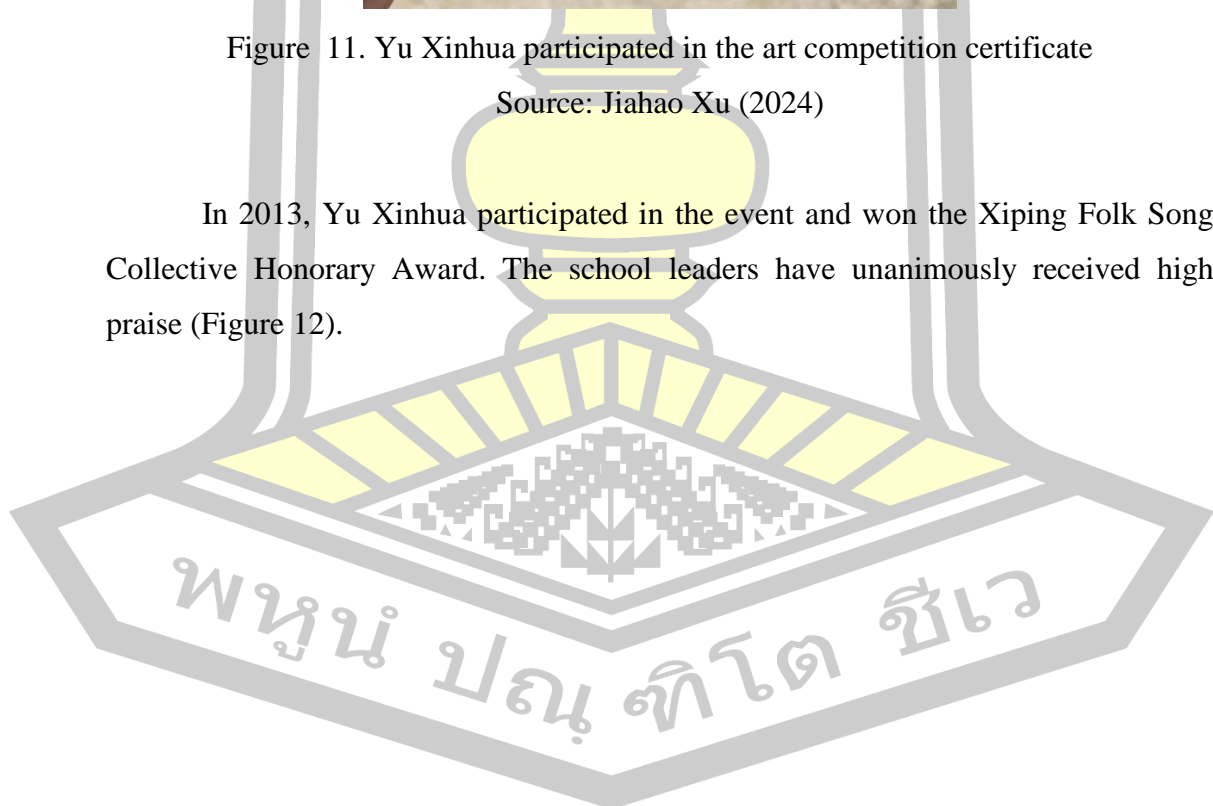 Figure 11. Yu Xinhua participated in the art competition certificate
Source: Jiahao Xu (2024)
In 2013, Yu Xinhua participated in the event and won the Xiping Folk Song
Collective Honorary Award. The school leaders have unanimously received high
praise (Figure 12).
พหูนํ ปณฺฑิโต ชีเว